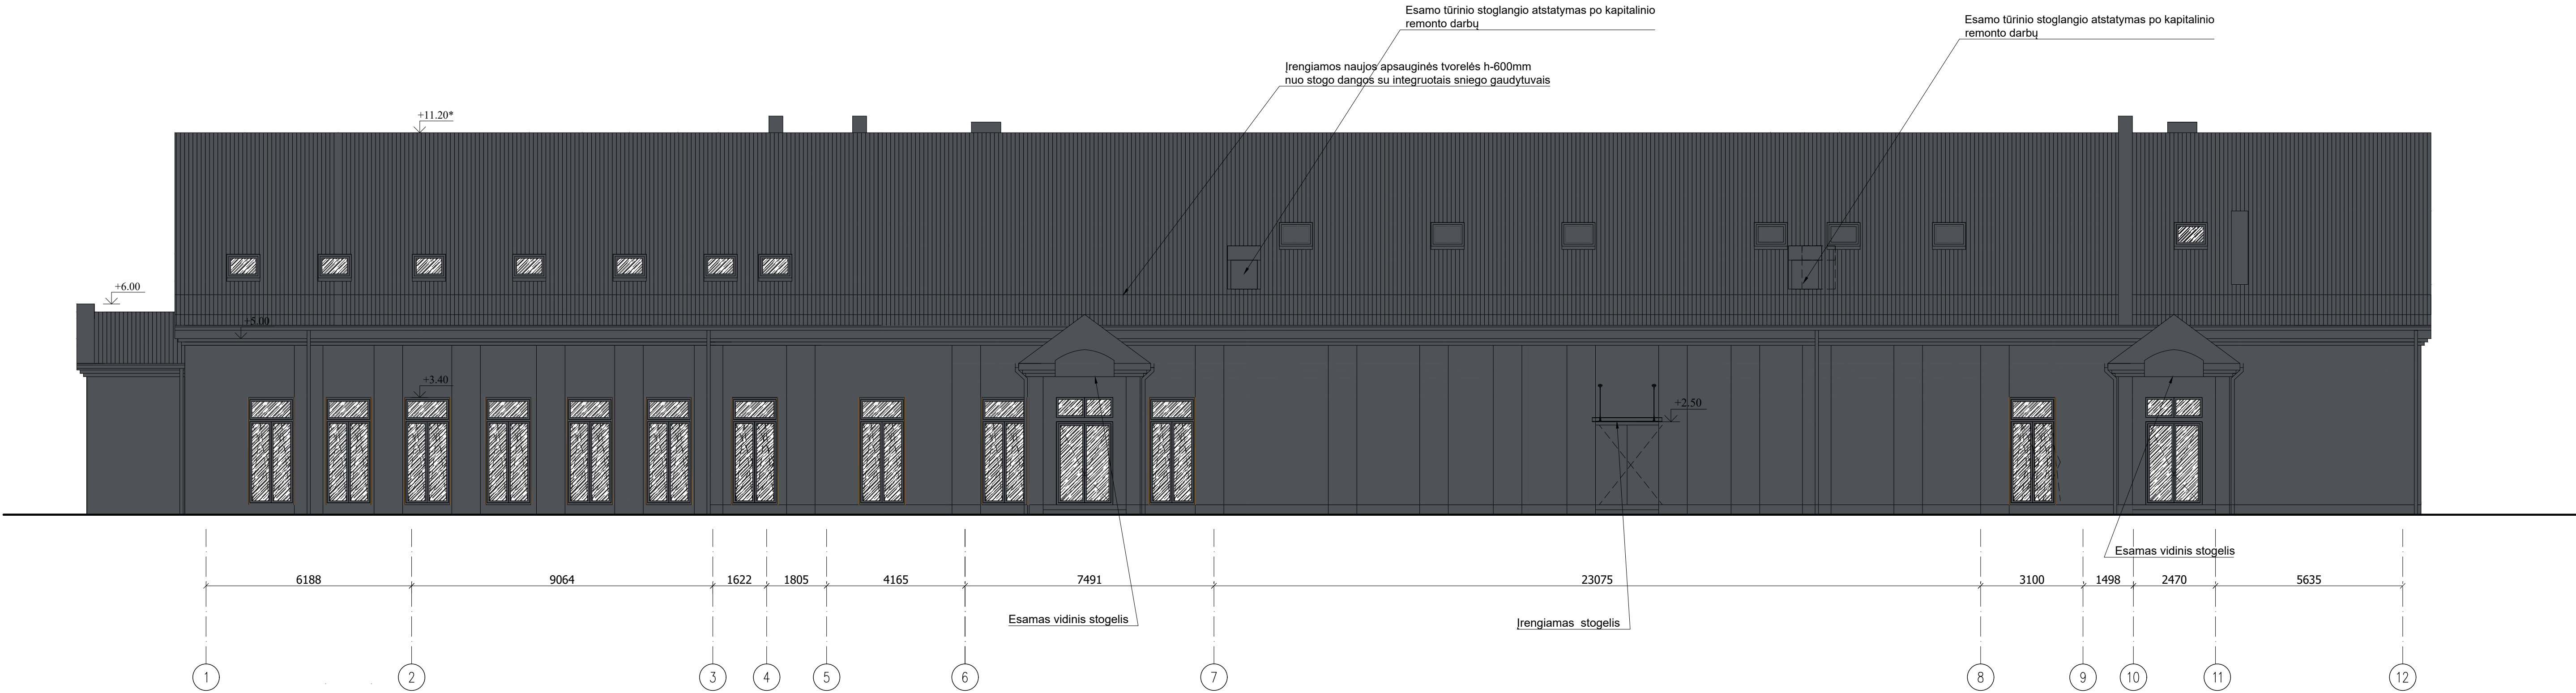 Esamo tūrinio stoglangio atstatymas po kapitalinio
remonto darbų
Esamo tūrinio stoglangio atstatymas po kapitalinio
remonto darbų
Įrengiamos naujos apsauginės tvorelės h-600mm
nuo stogo dangos su integruotais sniego gaudytuvais
+11.20*
+6.00
+5.00
+3.40
+2.50
Esamas vidinis stogelis
6188 9064 1622 1805 4165 7491 23075 3100 1498 2470 5635
Esamas vidinis stogelis
Įrengiamas stogelis
1 2 3 4 5 6 7 8 9 10 11 12